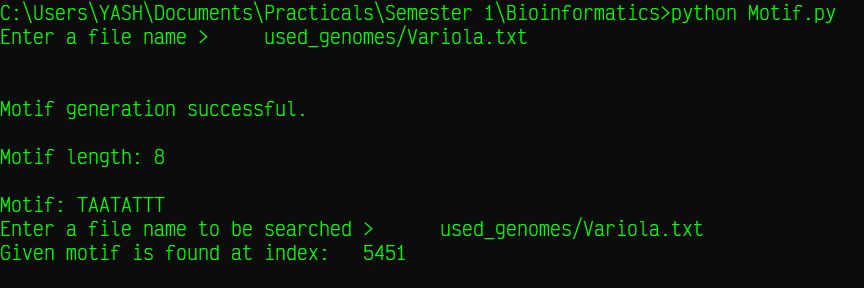 C:\Users\YASH\Documents\Practicals\Semester 1\Bioinformatics>python Motif.py
Enter a file name >     used_genomes/Variola.txt
Motif generation successful.
Motif length: 8
Motif: TAATATTT
Enter a file name to be searched >      used_genomes/Variola.txt
Given motif is found at index:   5451